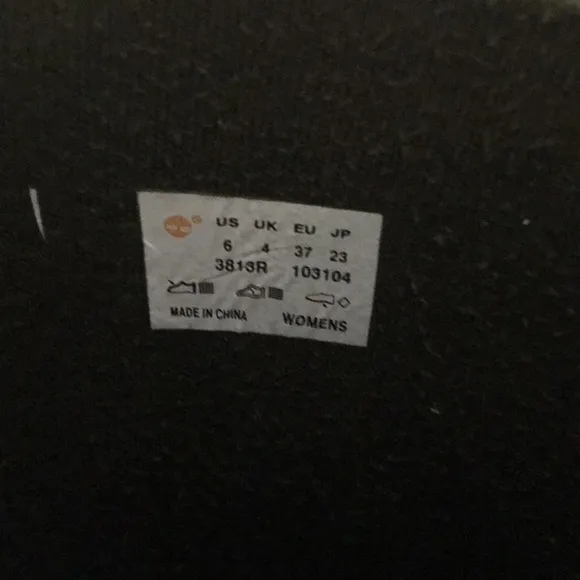 US UK EU JP
6 4 37 23
3813R 103104
MADE IN CHINA WOMENS